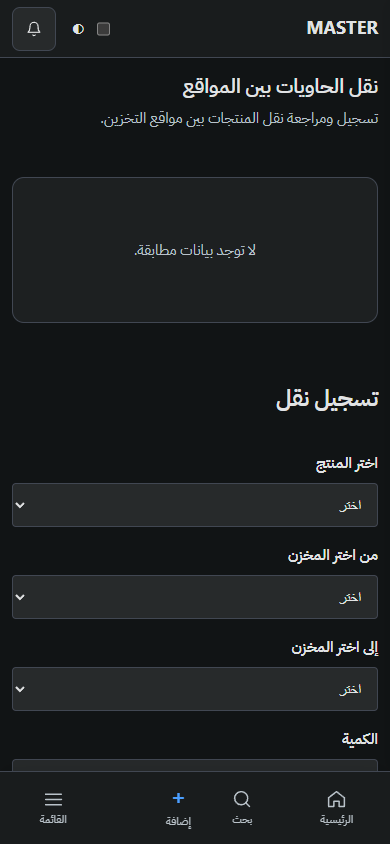 MASTER
نقل الحاويات بين المواقع
تسجيل ومراجعة نقل المنتجات بين مواقع التخزين.
لا توجد بيانات مطابقة.
تسجيل نقل
اختر المنتج
اختر
من اختر المخزن
اختر
إلى اختر المخزن
اختر
الكمية
الرئيسية
بحث
إضافة
القائمة